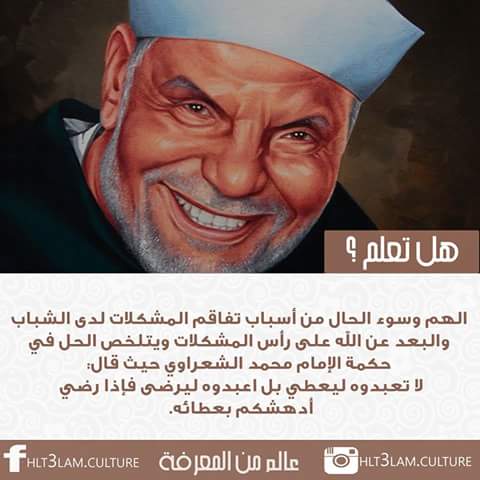 هل تعلم ؟
الهم وسوء الحال من أسباب تفاقم المشكلات لدى الشباب
والبعد عن الله على رأس المشكلات ويتلخص الحل في
حكمة الإمام محمد الشعراوي حيث قال:
لا تعبدوه ليعطي بل اعبدوه ليرضى فإذا رضي
أدهشكم بعطائه.
HLT3LAM.CULTURE عالم من المعرفة HLT3LAM.CULTURE